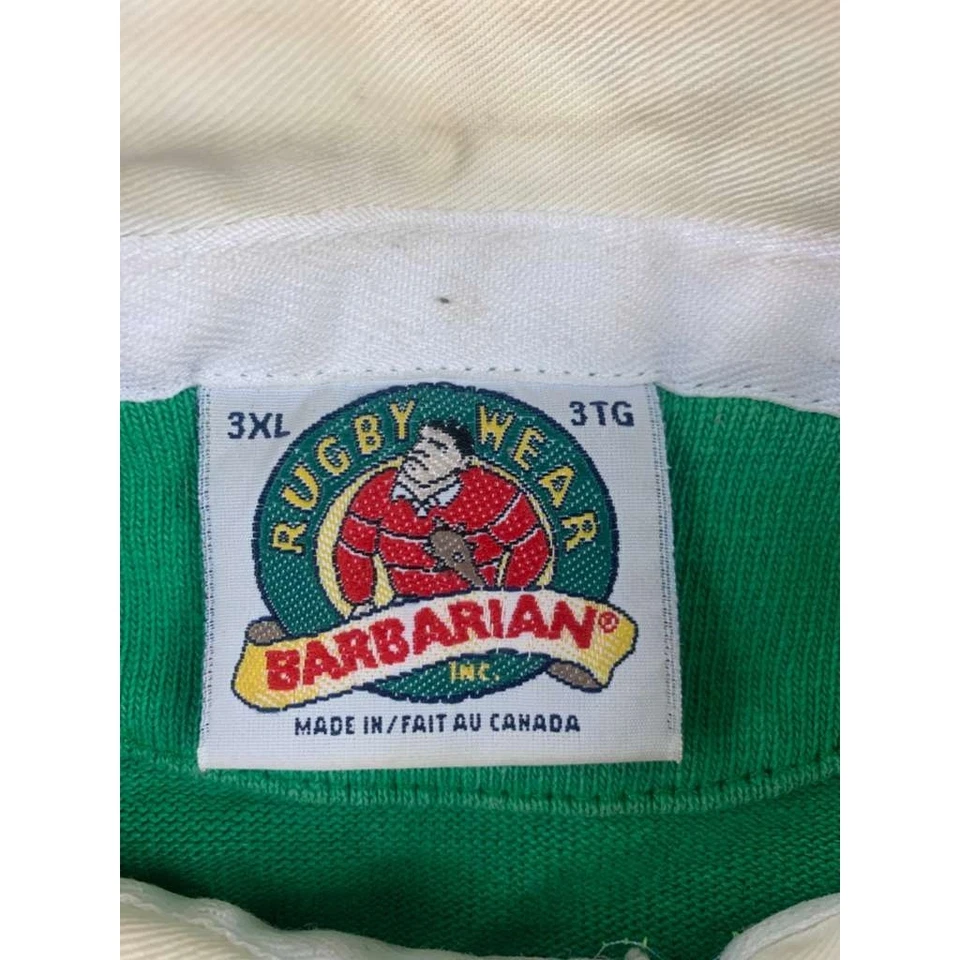 3XL 3TG
RUGBY WEAR
BARBARIAN®
INC.
MADE IN/FAIT AU CANADA